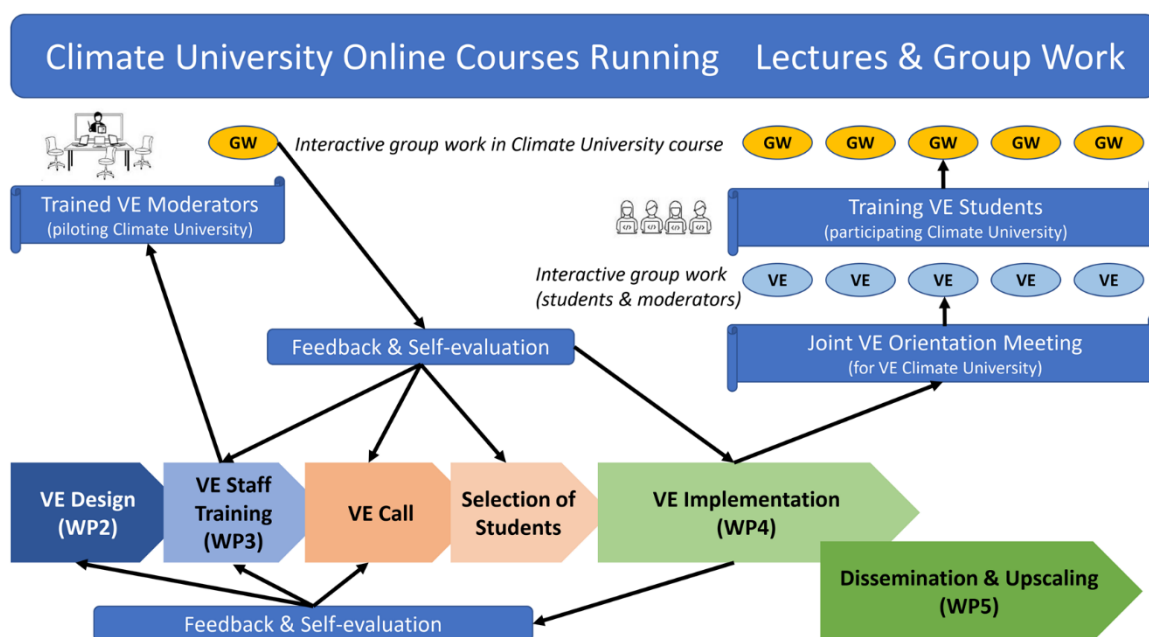 Climate University Online Courses Running Lectures & Group Work
GW
Interactive group work in Climate University course
GW GW GW GW GW
Trained VE Moderators
(piloting Climate University)
Training VE Students
(participating Climate University)
Interactive group work
(students & moderators)
VE VE VE VE VE
Feedback & Self-evaluation
Joint VE Orientation Meeting
(for VE Climate University)
VE Design
(WP2)
VE Staff
Training
(WP3)
VE Call
Selection of
Students
VE Implementation
(WP4)
Dissemination & Upscaling
(WP5)
Feedback & Self-evaluation